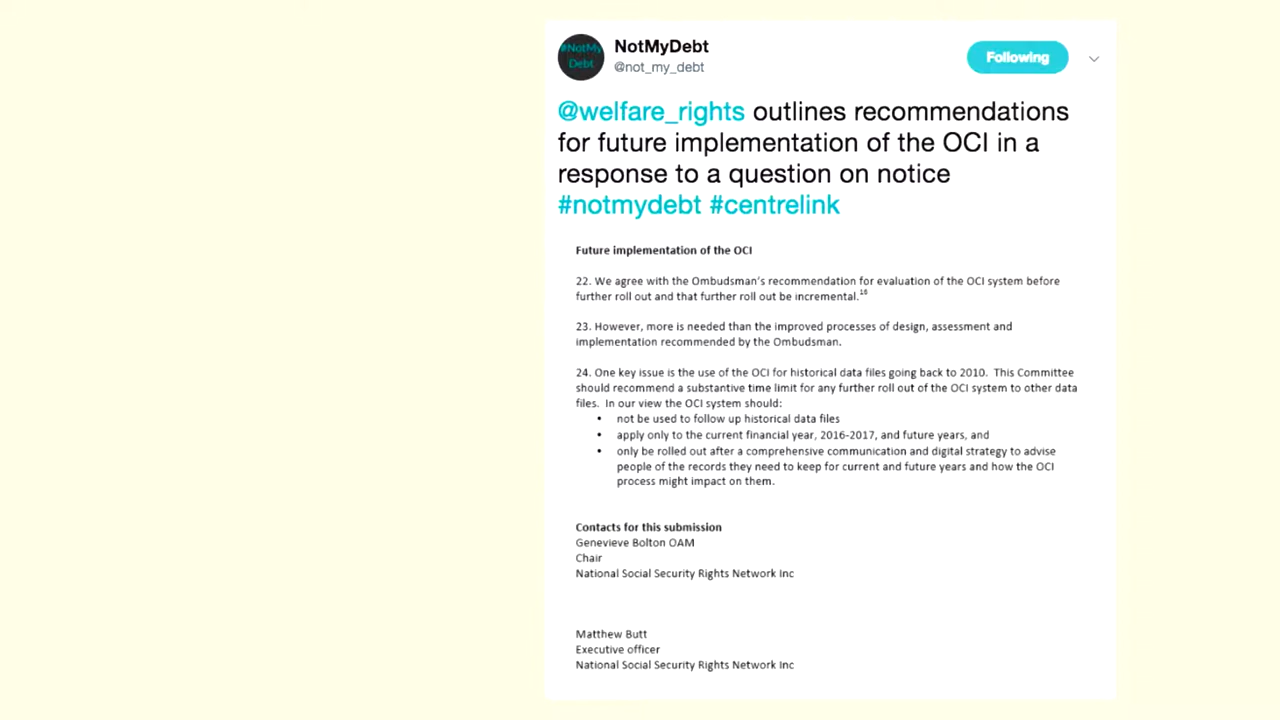 #NotMy
Debt
NotMyDebt
@not_my_debt
Following
@welfare_rights outlines recommendations
for future implementation of the OCI in a
response to a question on notice
#notmydebt #centrelink
Future implementation of the OCI
22. We agree with the Ombudsman's recommendation for evaluation of the OCI system before
further roll out and that further roll out be incremental.16
23. However, more is needed than the improved processes of design, assessment and
implementation recommended by the Ombudsman.
24. One key issue is the use of the OCI for historical data files going back to 2010. This Committee
should recommend a substantive time limit for any further roll out of the OCI system to other data
files. In our view the OCI system should:
• not be used to follow up historical data files
• apply only to the current financial year, 2016-2017, and future years, and
• only be rolled out after a comprehensive communication and digital strategy to advise
people of the records they need to keep for current and future years and how the OCI
process might impact on them.
Contacts for this submission
Genevieve Bolton OAM
Chair
National Social Security Rights Network Inc
Matthew Butt
Executive officer
National Social Security Rights Network Inc